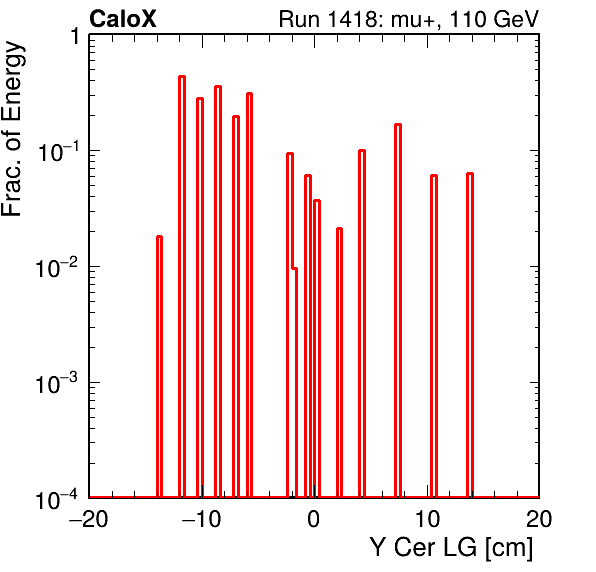 CaloX Run 1418: mu+, 110 GeV
Frac. of Energy
1
10⁻¹
10⁻²
10⁻³
10⁻⁴
−20 −10 0 10 20
Y Cer LG [cm]